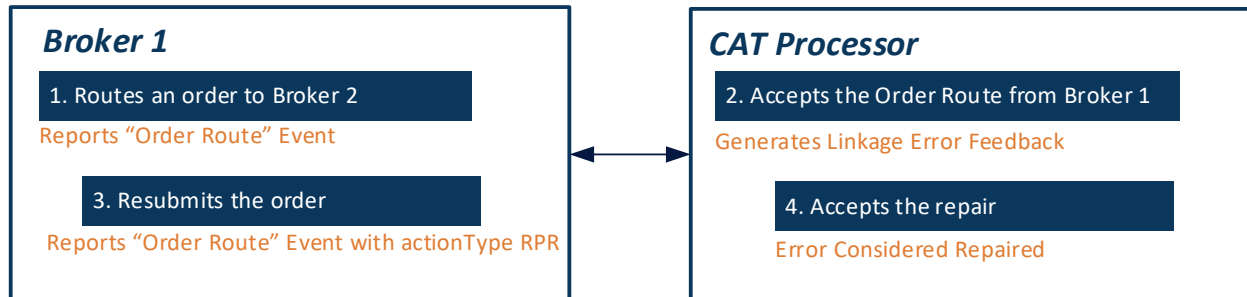 Broker 1
1. Routes an order to Broker 2
Reports “Order Route” Event
3. Resubmits the order
Reports “Order Route” Event with actionType RPR
CAT Processor
2. Accepts the Order Route from Broker 1
Generates Linkage Error Feedback
4. Accepts the repair
Error Considered Repaired